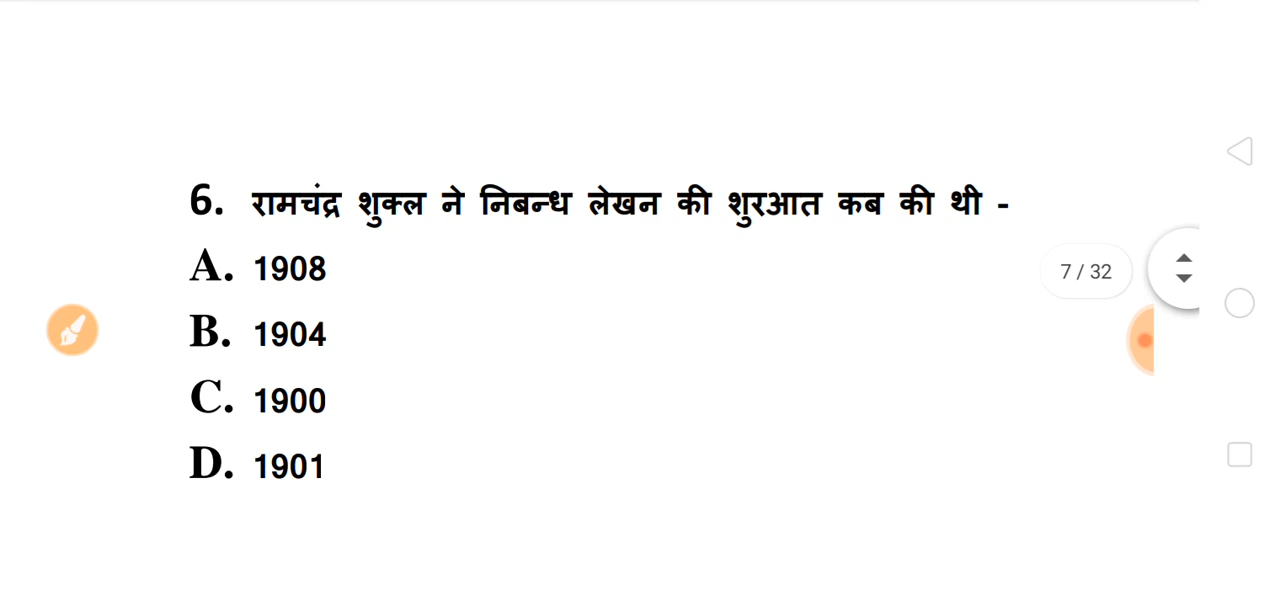 6. रामचंद्र शुक्ल ने निबन्ध लेखन की शुरआत कब की थी -
A. 1908
7 / 32
B. 1904
C. 1900
D. 1901